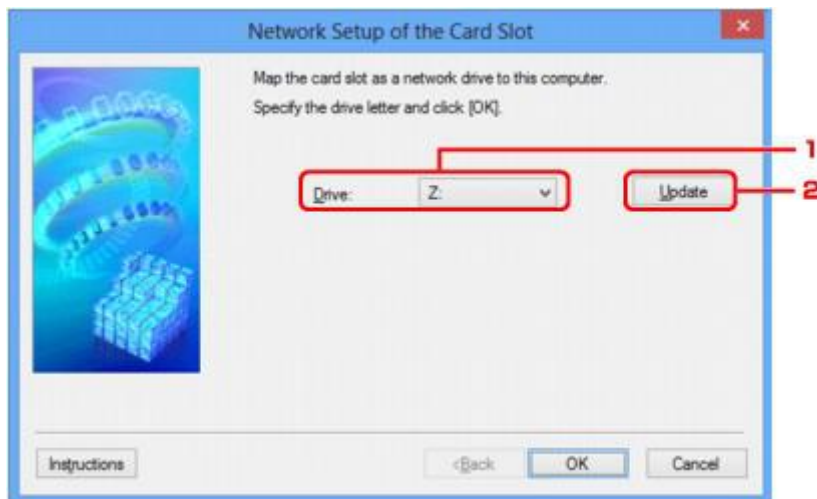 Network Setup of the Card Slot
Map the card slot as a network drive to this computer.
Specify the drive letter and click [OK].
1
Drive: Z: Update 2
Instructions <Back OK Cancel